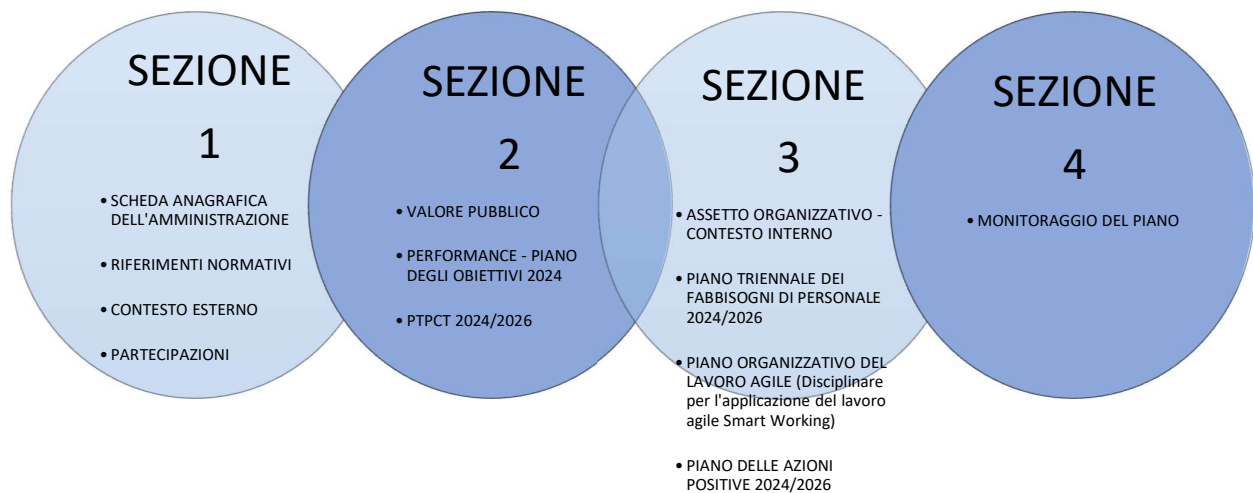 SEZIONE
1
• SCHEDA ANAGRAFICA
DELL'AMMINISTRAZIONE
• RIFERIMENTI NORMATIVI
• CONTESTO ESTERNO
• PARTECIPAZIONI
SEZIONE
2
• VALORE PUBBLICO
• PERFORMANCE - PIANO
DEGLI OBIETTIVI 2024
• PTPCT 2024/2026
SEZIONE
3
• ASSETTO ORGANIZZATIVO -
CONTESTO INTERNO
• PIANO TRIENNALE DEI
FABBISOGNI DI PERSONALE
2024/2026
• PIANO ORGANIZZATIVO DEL
LAVORO AGILE (Disciplinare
per l'applicazione del lavoro
agile Smart Working)
• PIANO DELLE AZIONI
POSITIVE 2024/2026
SEZIONE
4
• MONITORAGGIO DEL PIANO